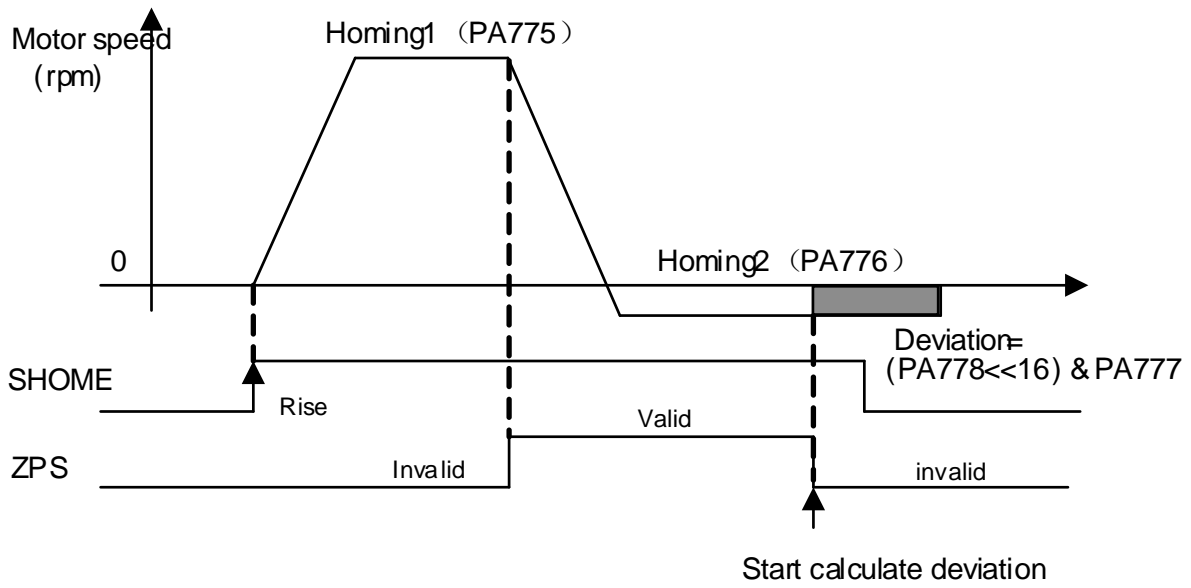 Motor speed
(rpm)
Homing1（PA775）
0
Homing2（PA776）
Deviation=
(PA778<<16) & PA777
SHOME
Rise
Valid
ZPS
Invalid
invalid
Start calculate deviation